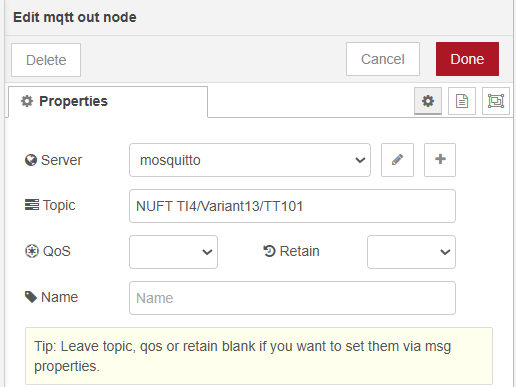 Edit mqtt out node
Delete Cancel Done
Properties
Server mosquitto
Topic NUFT TI4/Variant13/TT101
QoS Retain
Name Name
Tip: Leave topic, qos or retain blank if you want to set them via msg
properties.